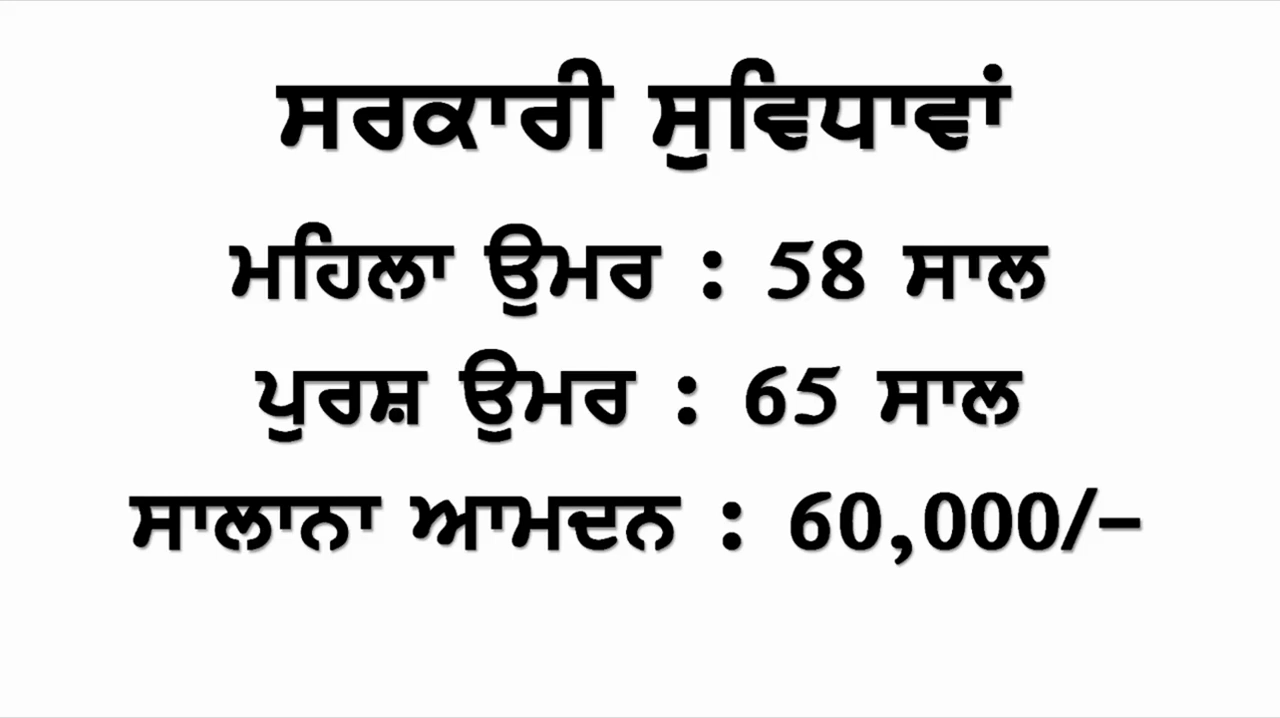 ਸਰਕਾਰੀ ਸੁਵਿਧਾਵਾਂ
ਮਹਿਲਾ ਉਮਰ : 58 ਸਾਲ
ਪੁਰਸ਼ ਉਮਰ : 65 ਸਾਲ
ਸਾਲਾਨਾ ਆਮਦਨ : 60,000/-